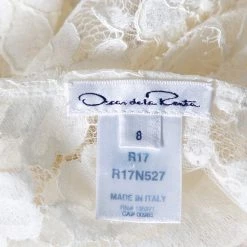 Oscar de la Renta
8
R17
R17N527
MADE IN ITALY